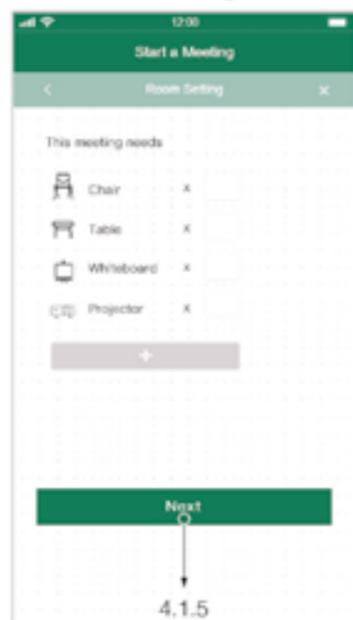 12:00
Start a Meeting
Room Setting
This meeting needs
Chair x
Table x
Whiteboard x
Projector x
+
Next
4.1.5